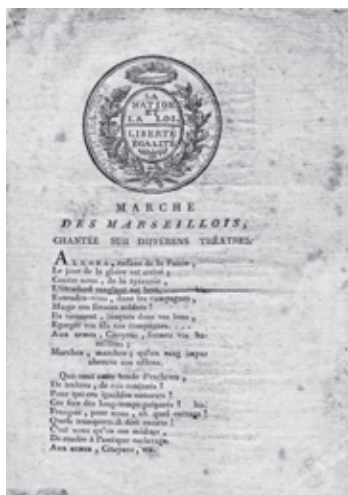 LA
NATION
ET
LA LOI.
LIBERTÉ
ÉGALITÉ
MARCHE
DES MARSEILLOIS,
CHANTÉE SUR DIFFÉRENS THÉATRES.
ALLONS, enfans de la Patrie,
Le jour de la gloire est arrivé ;
Contre nous, de la tyrannie,
L'étendard sanglant est levé,
Entendez-vous, dans les campagnes,
Mugir ces féroces soldats !
Ils viennent, jusques dans vos bras,
Egorger vos fils vos compagnes. . . .
Aux armes, Citoyens, formez vos ba-
taillons ;
Marchez, marchez ; qu'un sang impur
abreuve nos sillons.
Que veut cette horde d'esclaves,
De traîtres, de rois conjurés !
Pour qui ces ignobles entraves !
Ces fers dès long-temps préparés ! bis.
Français, pour nous, ah quel outrage !
Quels transports il doit exciter !
C'est nous qu'on ose méditer,
De rendre à l'antique esclavage.
Aux armes, Citoyens, etc.